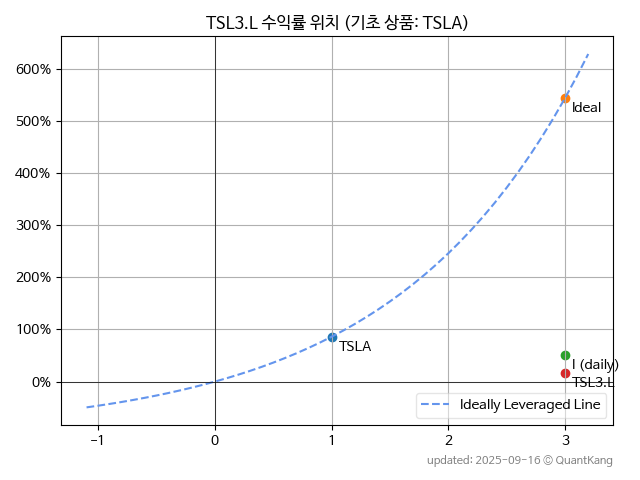 TSL3.L 수익률 위치 (기초 상품: TSLA)
600%
500%
400%
300%
200%
100%
0%
Ideal
TSLA
I (daily)
TSL3.L
Ideally Leveraged Line
−1
0
1
2
3
updated: 2025-09-16 © QuantKang